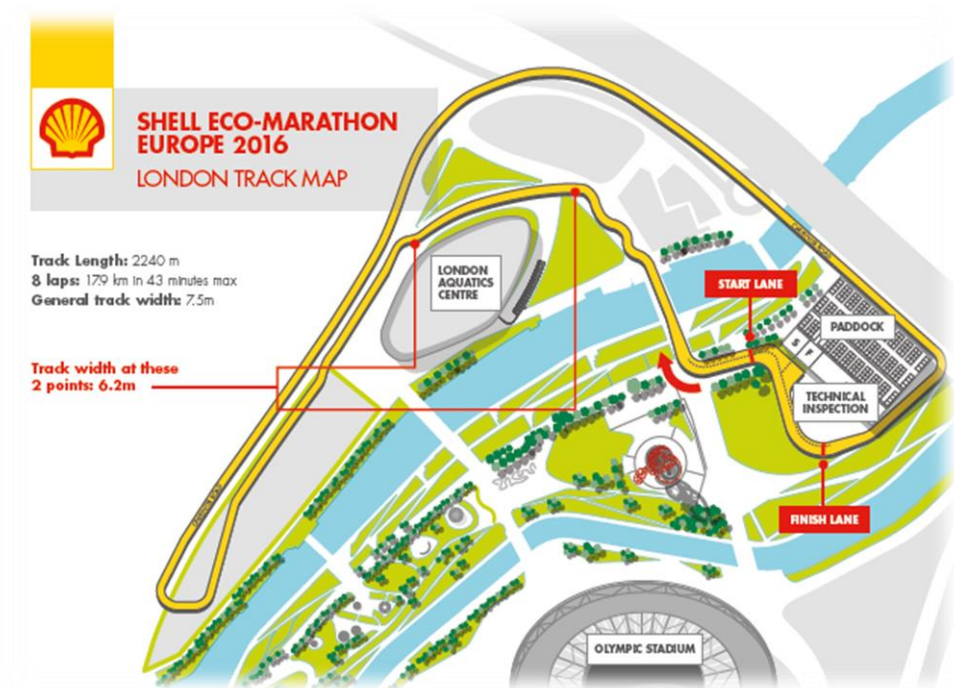 SHELL ECO-MARATHON
EUROPE 2016
LONDON TRACK MAP
Track Length: 2240 m
8 laps: 17.9 km in 43 minutes max
General track width: 7.5m
Track width at these
2 points: 6.2m
LONDON
AQUATICS
CENTRE
START LANE
PADDOCK
S F
TECHNICAL
INSPECTION
FINISH LANE
OLYMPIC STADIUM